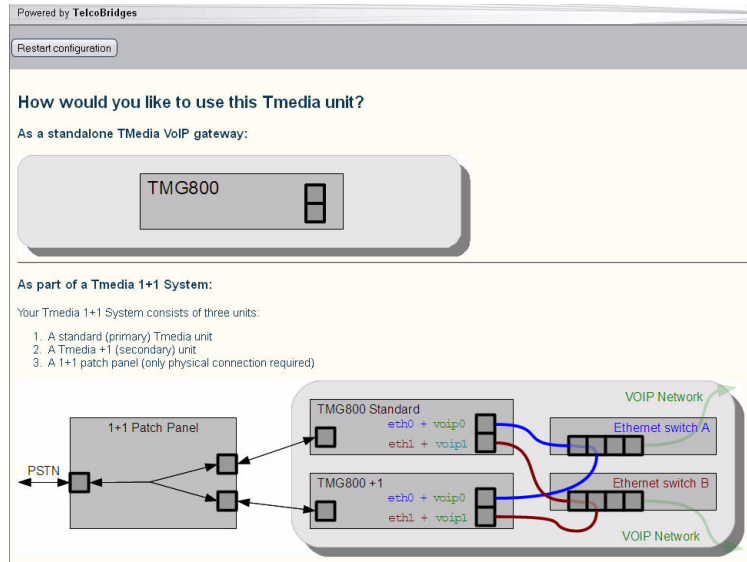 Powered by TelcoBridges
Restart configuration
How would you like to use this Tmedia unit?
As a standalone TMedia VoIP gateway:
TMG800
As part of a Tmedia 1+1 System:
Your Tmedia 1+1 System consists of three units:
1. A standard (primary) Tmedia unit
2. A Tmedia +1 (secondary) unit
3. A 1+1 patch panel (only physical connection required)
VOIP Network
1+1 Patch Panel
TMG800 Standard
eth0 + voip0
eth1 + voip1
Ethernet switch A
PSTN
TMG800 +1
eth0 + voip0
eth1 + voip1
Ethernet switch B
VOIP Network